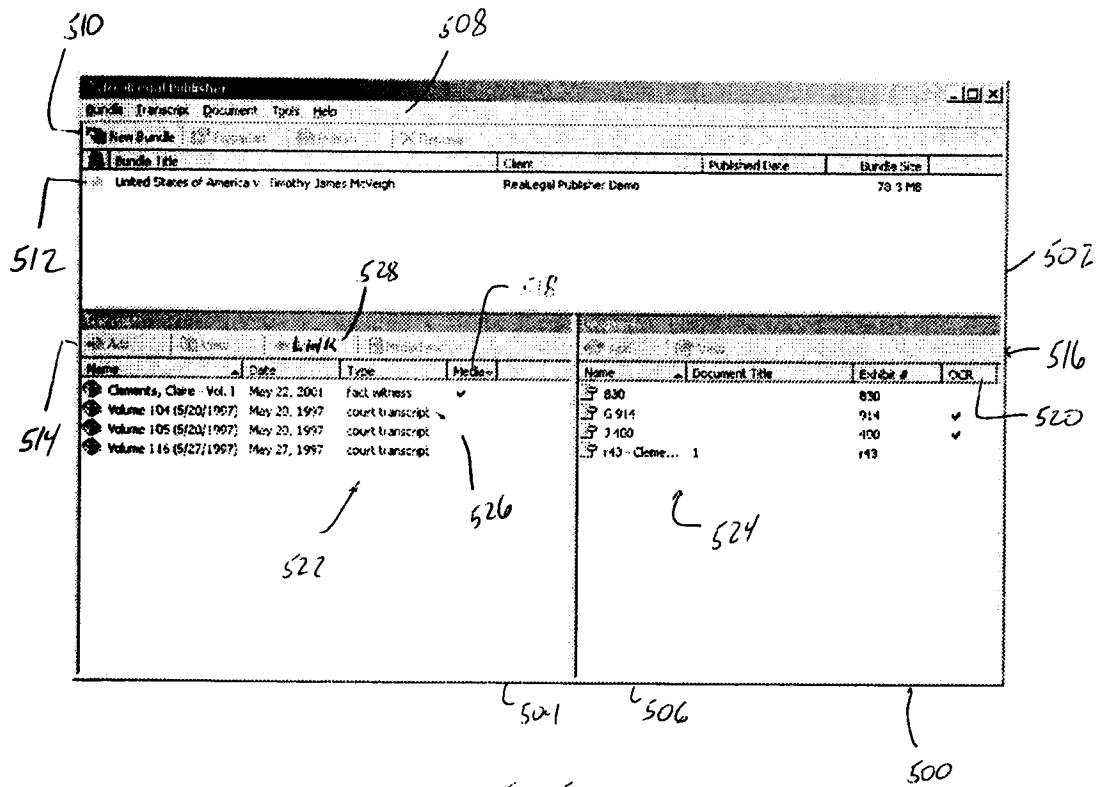 510
508
RealLegal Publisher
Bundle Transcript Document Tools Help
New Bundle
Bundle Title Client Published Date Bundle Size
United States of America v. Timothy James McVeigh RealLegal Publisher Demo 78.3 MB
512
502
528
518
Add View Link
516
Name Date Type Media
Name Document Title Exhibit # OCR
Clements, Claire - Vol. I May 22, 2001 fact witness
Volume 104 (5/20/1997) May 20, 1997 court transcript
Volume 105 (5/20/1997) May 20, 1997 court transcript
Volume 116 (5/27/1997) May 27, 1997 court transcript
830 830
G 914 914
J 400 400
r43 - Cleme... 1 r43
520
514
526
524
522
504
506
500